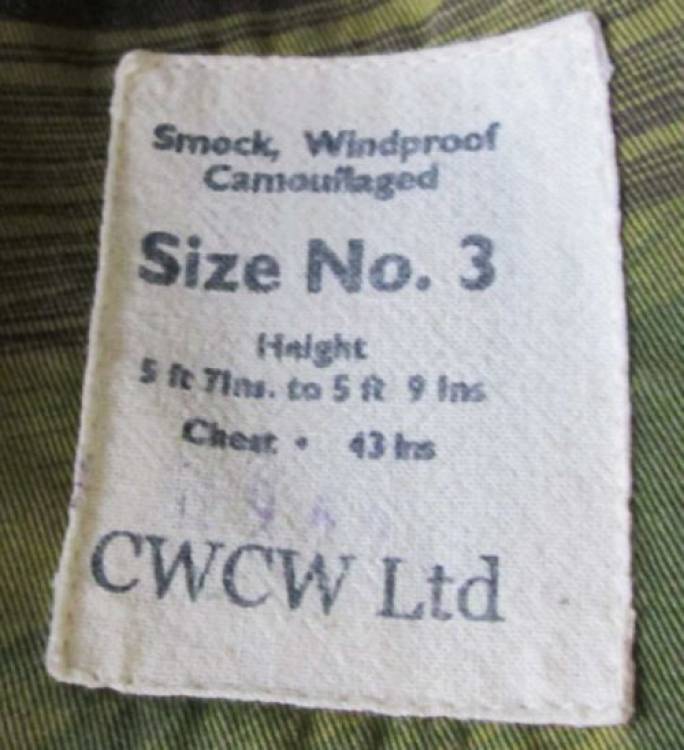 Smock, Windproof
Camouflaged
Size No. 3
Height
5 ft 7Ins. to 5 ft 9 Ins
Chest • 43 Ins
CWCW Ltd